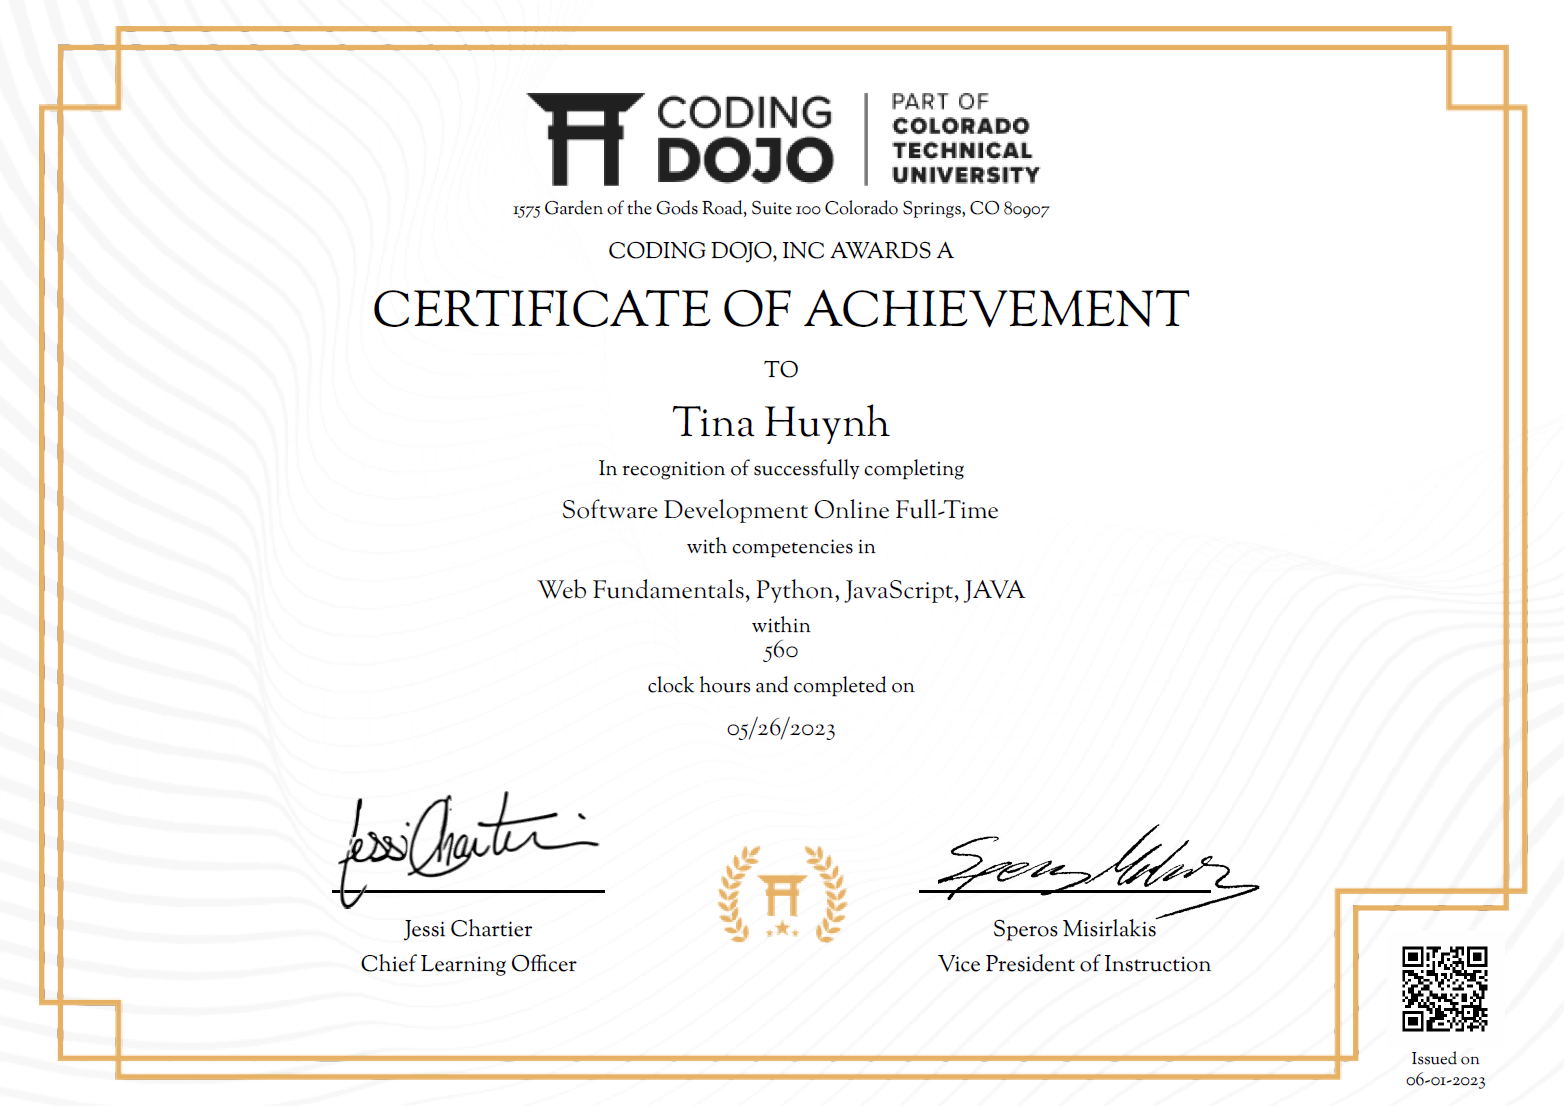 CODING
DOJO
PART OF
COLORADO
TECHNICAL
UNIVERSITY
1575 Garden of the Gods Road, Suite 100 Colorado Springs, CO 80907
CODING DOJO, INC AWARDS A
CERTIFICATE OF ACHIEVEMENT
TO
Tina Huynh
In recognition of successfully completing
Software Development Online Full-Time
with competencies in
Web Fundamentals, Python, JavaScript, JAVA
within
560
clock hours and completed on
05/26/2023
Jessi Chartier
Speros Misirlakis
Jessi Chartier
Chief Learning Officer
Speros Misirlakis
Vice President of Instruction
Issued on
06-01-2023